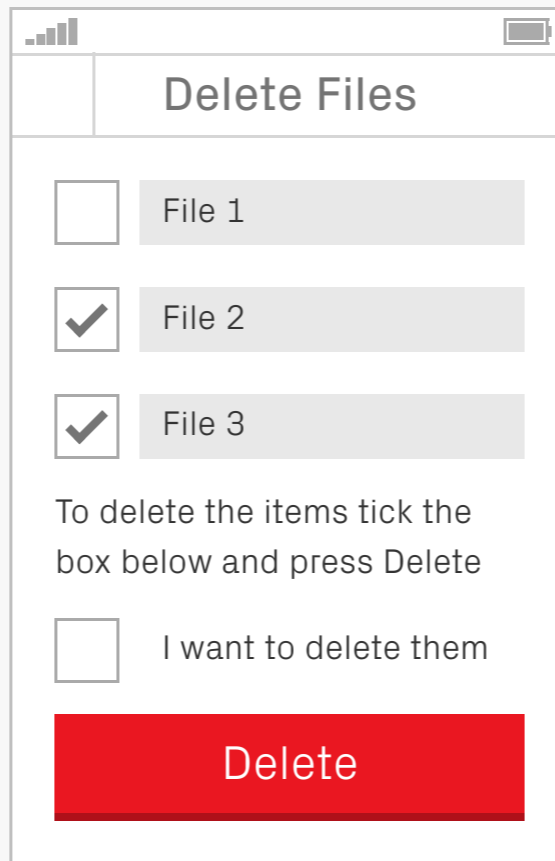 Delete Files
File 1
File 2
File 3
To delete the items tick the
box below and press Delete
I want to delete them
Delete